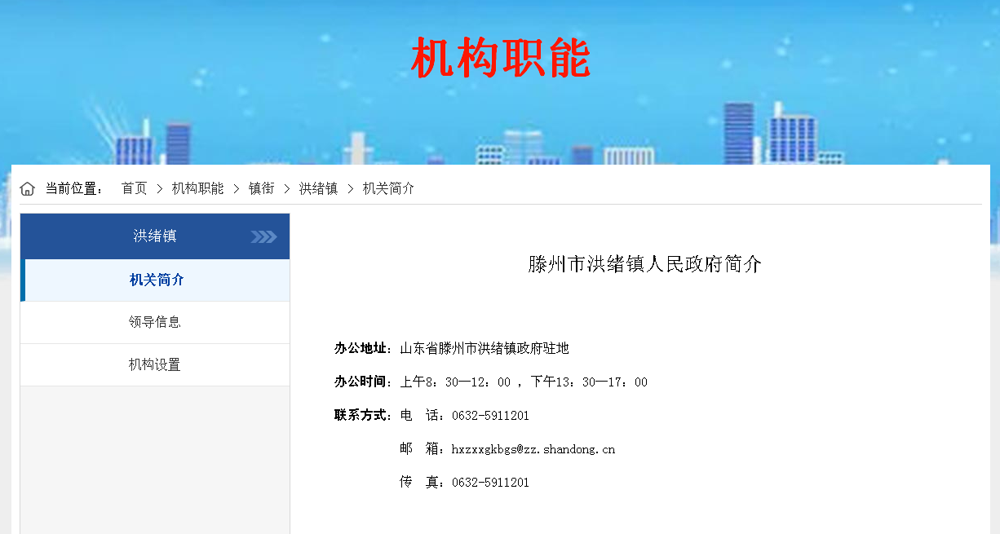 机构职能
当前位置： 首页 > 机构职能 > 镇街 > 洪绪镇 > 机关简介
洪绪镇
机关简介
领导信息
机构设置
滕州市洪绪镇人民政府简介
办公地址：山东省滕州市洪绪镇政府驻地
办公时间：上午8：30—12：00 ，下午13：30—17：00
联系方式：电　话：0632-5911201
邮　箱：hxzxxgkbgs@zz.shandong.cn
传　真：0632-5911201